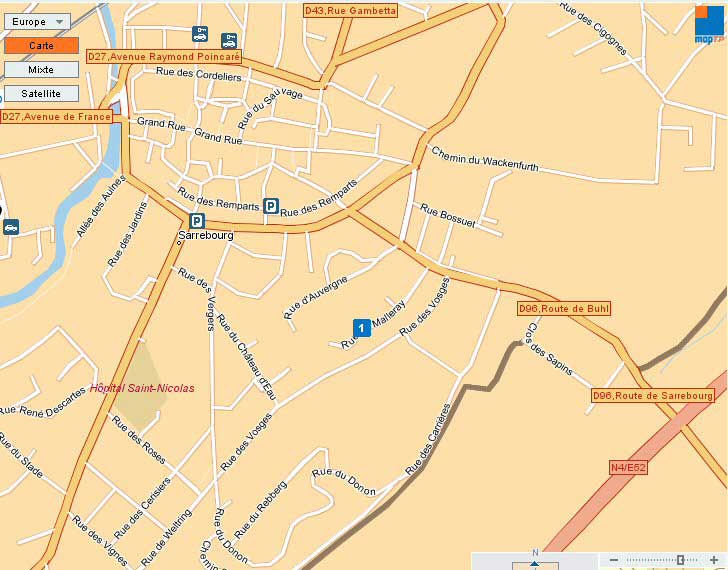 D43,Rue Gambetta
Europe
Carte
Mixte
Satellite
D27,Avenue Raymond Poincaré
Rue des Cigognes
Rue des Cordeliers
Rue du Sauvage
D27,Avenue de France
Grand Rue
Grand Rue
Chemin du Wackenfurth
Allée des Aulnes
Rue des Jardins
Rue des Remparts
P
Rue des Remparts
P
Sarrebourg
Rue Bossuet
Rue d'Auvergne
Rue des Vergers
Rue des Vosges
D96,Route de Buhl
1
Malleray
Rue du Château d'Eau
Clos des Sapins
Hôpital Saint-Nicolas
D96,Route de Sarrebourg
Rue René Descartes
Rue des Carrières
Rue des Vosges
Rue des Roses
Rue du Stade
N4/E52
Rue du Donon
Rue des Cerisiers
Rue du Rebberg
Rue de Weltring
Rue des Vignes
Rue du Donon
Chemin
N